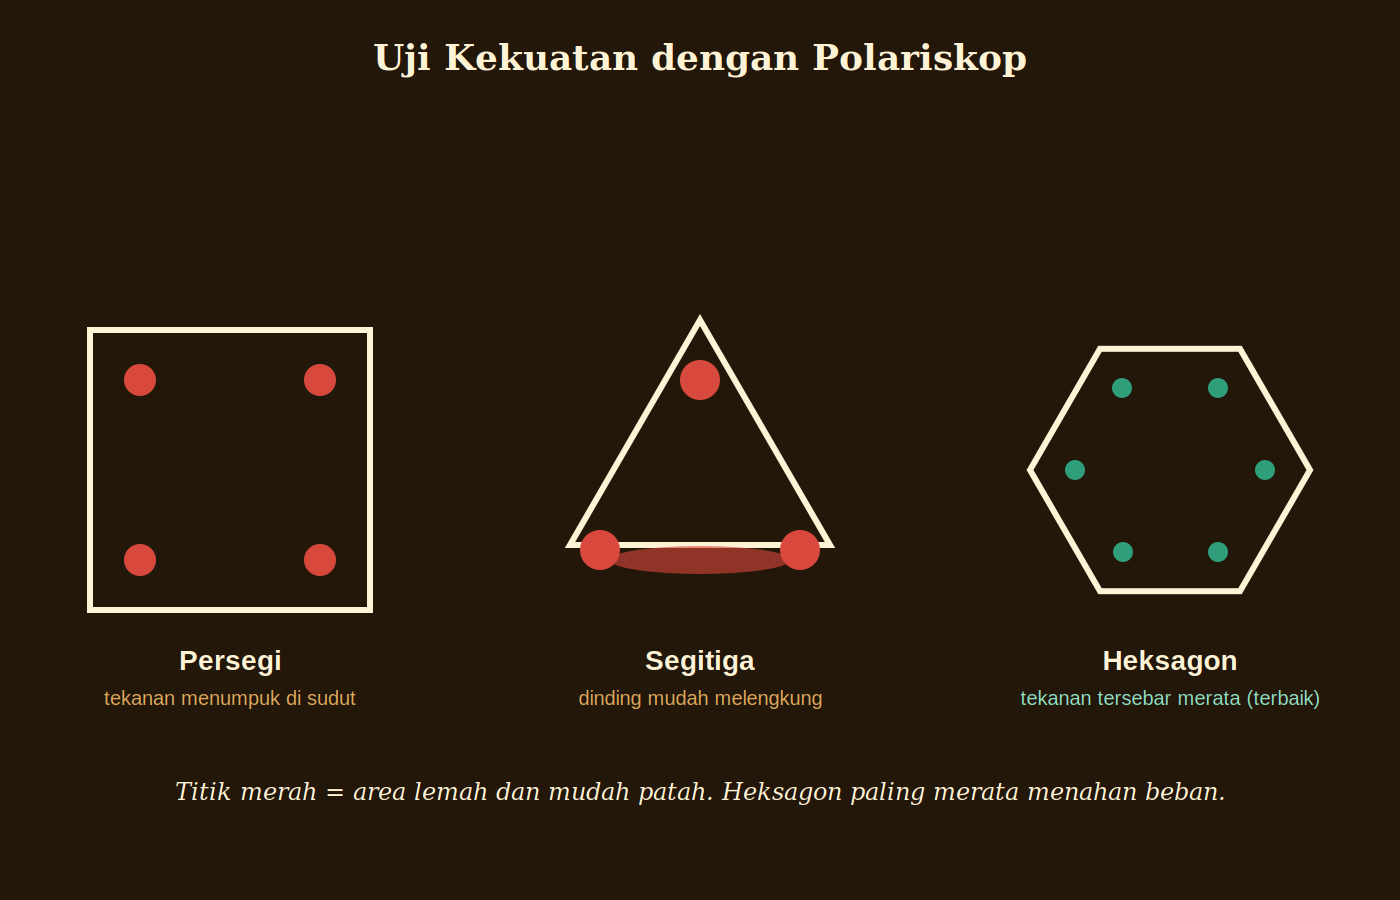 Uji Kekuatan dengan Polariskop
Persegi
tekanan menumpuk di sudut
Segitiga
dinding mudah melengkung
Heksagon
tekanan tersebar merata (terbaik)
Titik merah = area lemah dan mudah patah. Heksagon paling merata menahan beban.